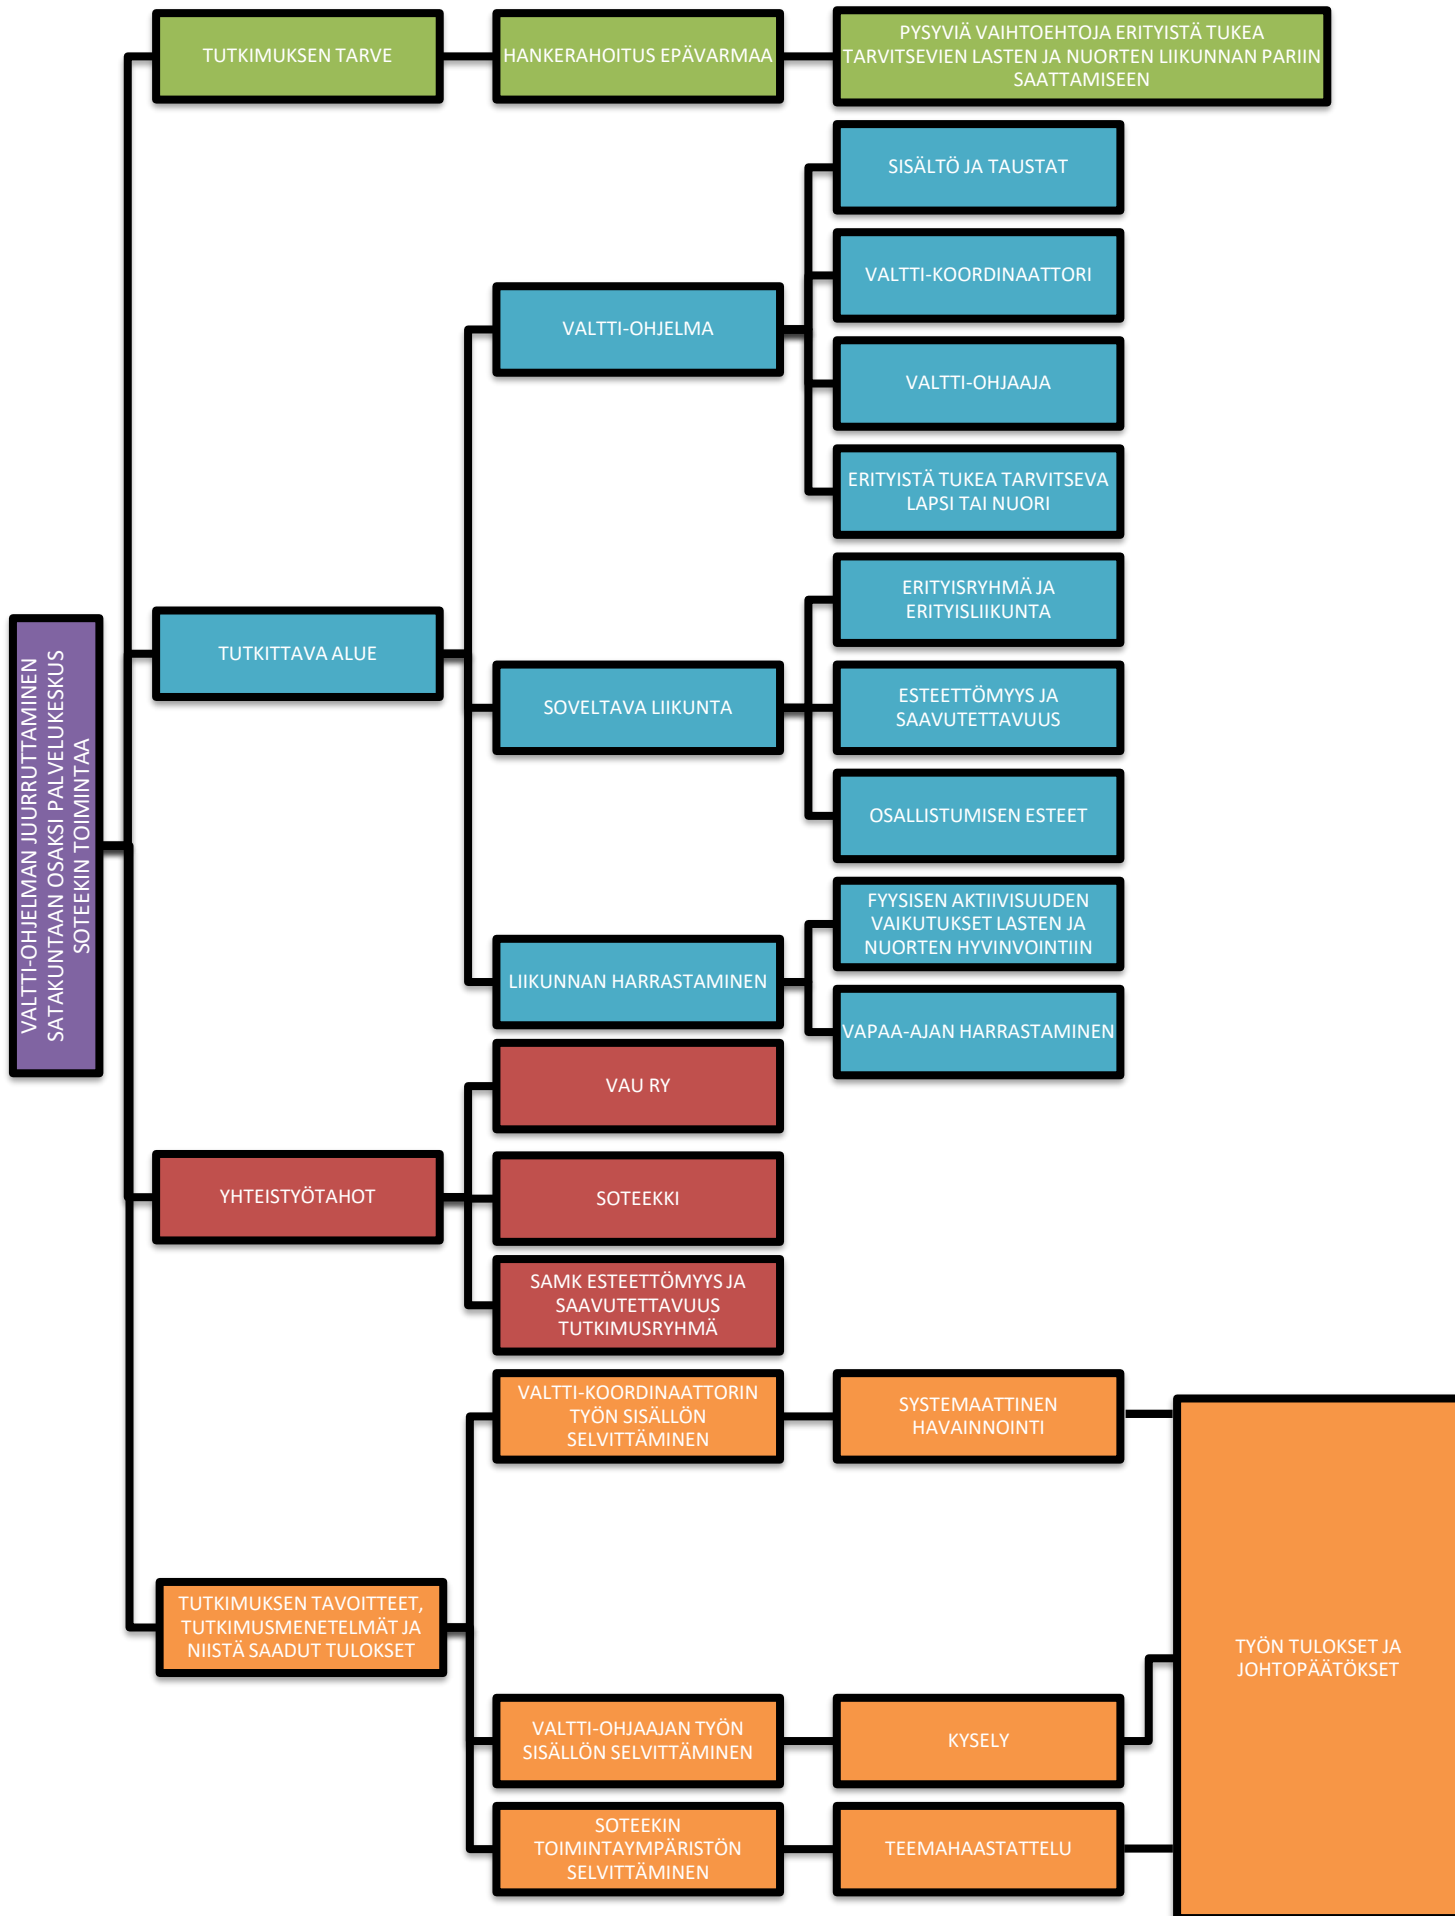 VALTTI-OHJELMAN JUURRUTTAMINEN
SATAKUNTAAN OSAKSI PALVELUKESKUS
SOTEEKIN TOIMINTAA
TUTKIMUKSEN TARVE
HANKERAHOITUS EPÄVARMAA
PYSYVIÄ VAIHTOEHTOJA ERITYISTÄ TUKEA
TARVITSEVIEN LASTEN JA NUORTEN LIIKUNNAN PARIIN
SAATTAMISEEN
TUTKITTAVA ALUE
VALTTI-OHJELMA
SISÄLTÖ JA TAUSTAT
VALTTI-KOORDINAATTORI
VALTTI-OHJAAJA
ERITYISTÄ TUKEA TARVITSEVA
LAPSI TAI NUORI
SOVELTAVA LIIKUNTA
ERITYISRYHMÄ JA
ERITYISLIIKUNTA
ESTEETTÖMYYS JA
SAAVUTETTAVUUS
OSALLISTUMISEN ESTEET
LIIKUNNAN HARRASTAMINEN
FYYSISEN AKTIIVISUUDEN
VAIKUTUKSET LASTEN JA
NUORTEN HYVINVOINTIIN
VAPAA-AJAN HARRASTAMINEN
YHTEISTYÖTAHOT
VAU RY
SOTEEKKI
SAMK ESTEETTÖMYYS JA
SAAVUTETTAVUUS
TUTKIMUSRYHMÄ
TUTKIMUKSEN TAVOITTEET,
TUTKIMUSMENETELMÄT JA
NIISTÄ SAADUT TULOKSET
VALTTI-KOORDINAATTORIN
TYÖN SISÄLLÖN
SELVITTÄMINEN
SYSTEMAATTINEN
HAVAINNOINTI
VALTTI-OHJAAJAN TYÖN
SISÄLLÖN SELVITTÄMINEN
KYSELY
SOTEEKIN
TOIMINTAYMPÄRISTÖN
SELVITTÄMINEN
TEEMAHAASTATTELU
TYÖN TULOKSET JA
JOHTOPÄÄTÖKSET